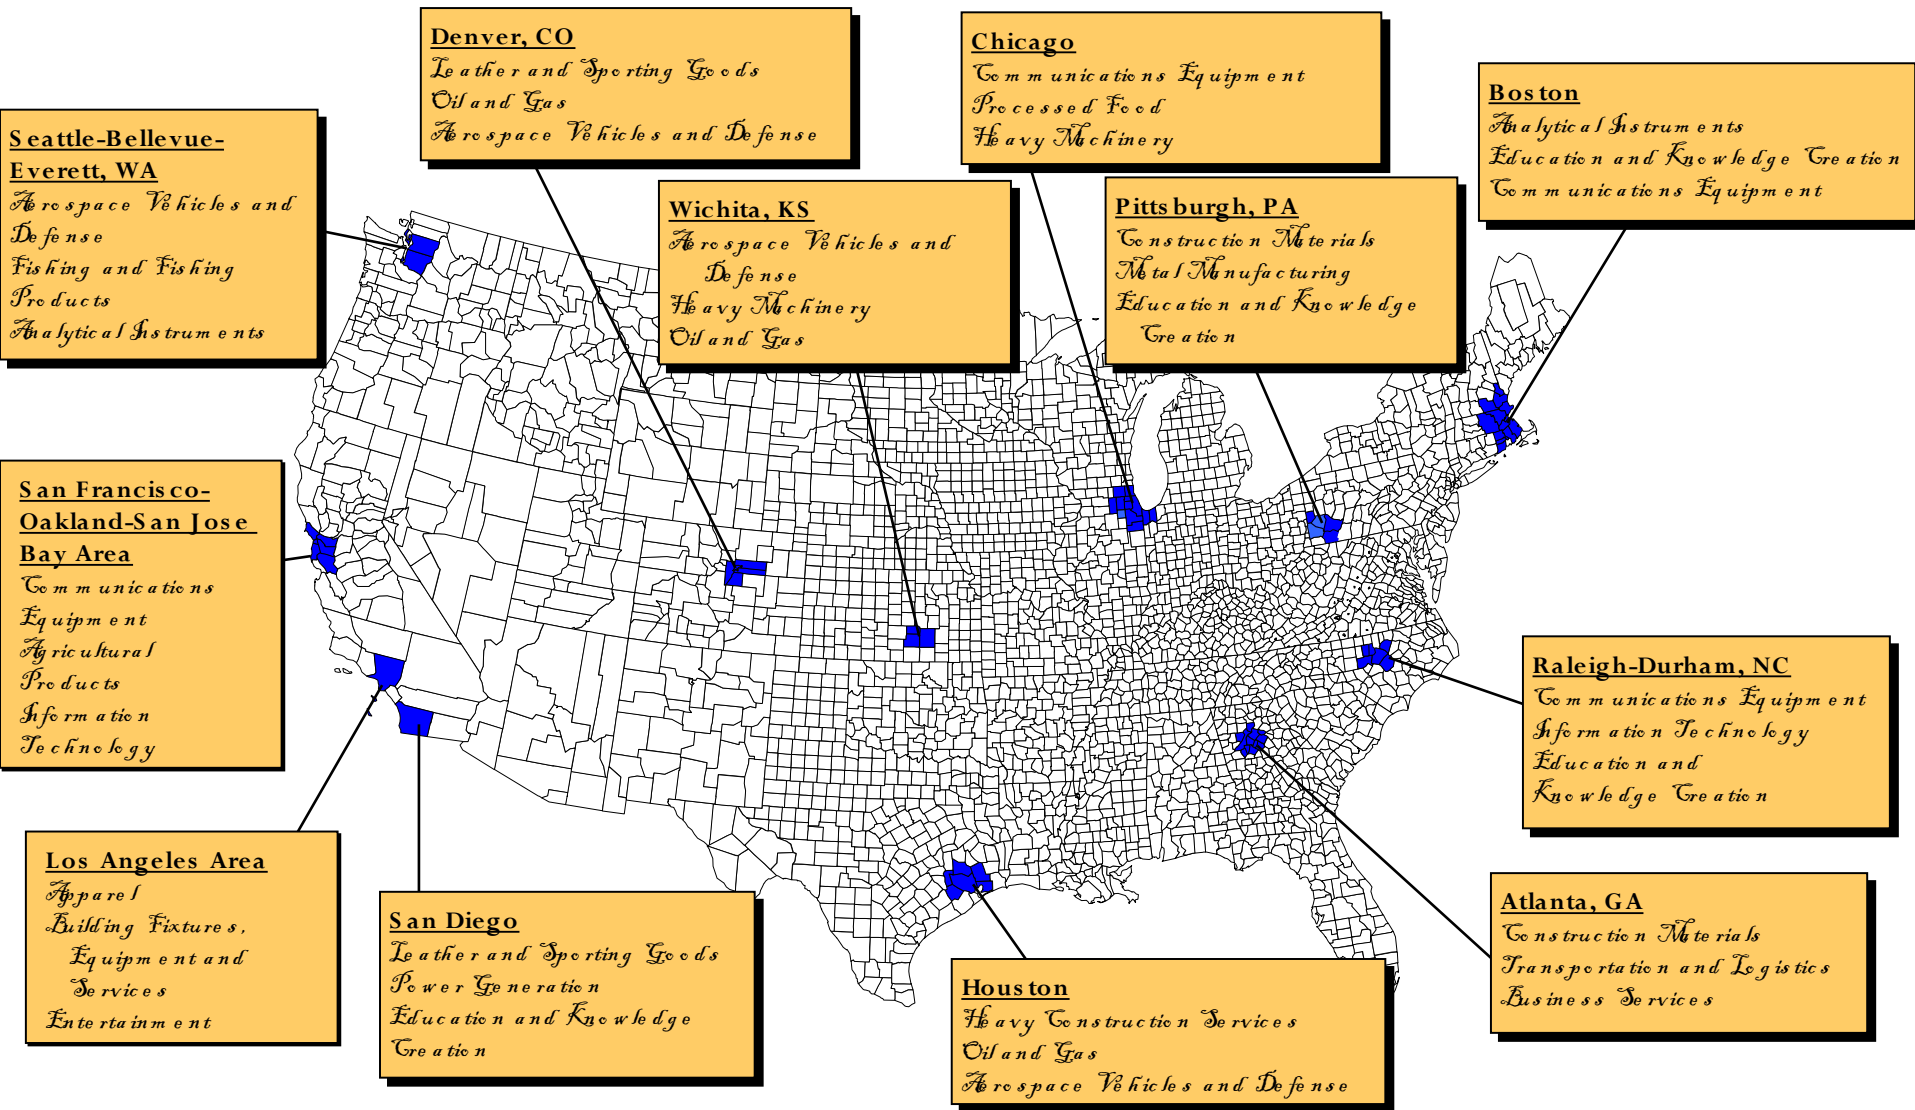 Denver, CO
Leather and Sporting Goods
Oil and Gas
Aerospace Vehicles and Defense
Chicago
Communications Equipment
Processed Food
Heavy Machinery
Boston
Analytical Instruments
Education and Knowledge Creation
Communications Equipment
Seattle-Bellevue-
Everett, WA
Aerospace Vehicles and
Defense
Fishing and Fishing
Products
Analytical Instruments
Wichita, KS
Aerospace Vehicles and
Defense
Heavy Machinery
Oil and Gas
Pittsburgh, PA
Construction Materials
Metal Manufacturing
Education and Knowledge
Creation
San Francisco-
Oakland-San Jose
Bay Area
Communications
Equipment
Agricultural
Products
Information
Technology
Raleigh-Durham, NC
Communications Equipment
Information Technology
Education and
Knowledge Creation
Los Angeles Area
Apparel
Building Fixtures,
Equipment and
Services
Entertainment
San Diego
Leather and Sporting Goods
Power Generation
Education and Knowledge
Creation
Houston
Heavy Construction Services
Oil and Gas
Aerospace Vehicles and Defense
Atlanta, GA
Construction Materials
Transportation and Logistics
Business Services